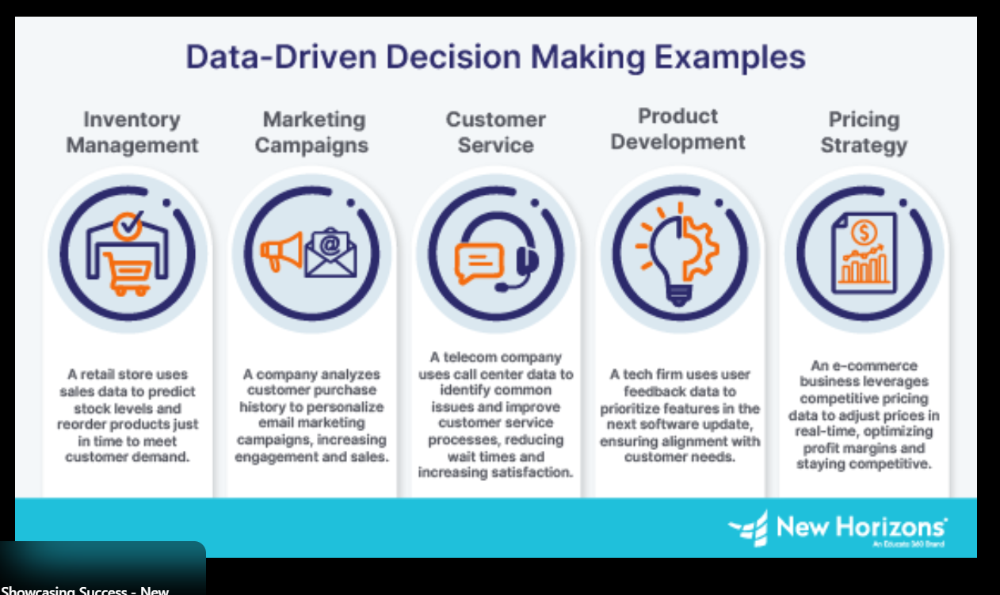 Data-Driven Decision Making Examples
Inventory
Management
A retail store uses
sales data to predict
stock levels and
reorder products just
in time to meet
customer demand.
Marketing
Campaigns
@
A company analyzes
customer purchase
history to personalize
email marketing
campaigns, increasing
engagement and sales.
Customer
Service
A telecom company
uses call center data to
identify common
issues and improve
customer service
processes, reducing
wait times and
increasing satisfaction.
Product
Development
A tech firm uses user
feedback data to
prioritize features in the
next software update,
ensuring alignment with
customer needs.
Pricing
Strategy
$
An e-commerce
business leverages
competitive pricing
data to adjust prices in
real-time, optimizing
profit margins and
staying competitive.
New Horizons
An Educate 360 Brand
Showcasing Success - New